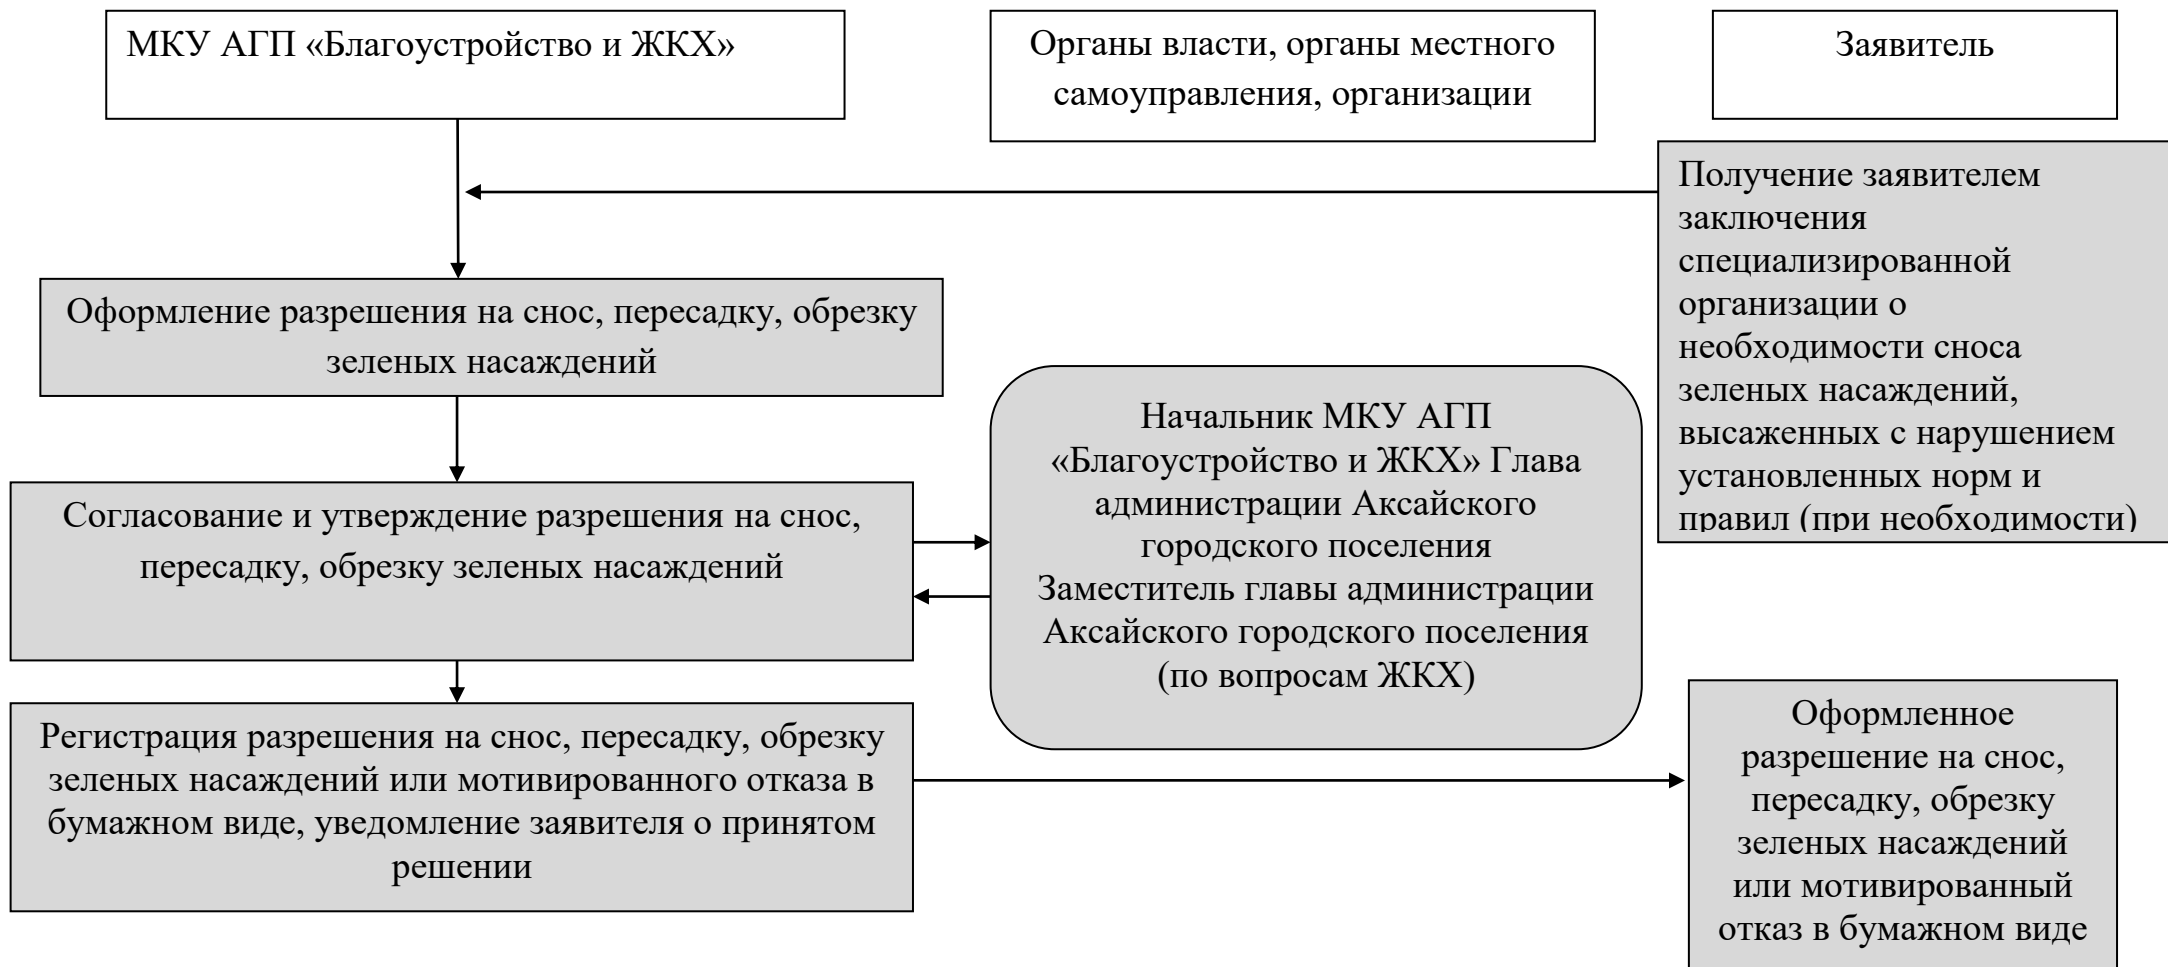 МКУ АГП «Благоустройство и ЖКХ»
Органы власти, органы местного
самоуправления, организации
Заявитель
Получение заявителем
заключения
специализированной
организации о
необходимости сноса
зеленых насаждений,
высаженных с нарушением
установленных норм и
правил (при необходимости)
Оформление разрешения на снос, пересадку, обрезку
зеленых насаждений
Начальник МКУ АГП
«Благоустройство и ЖКХ» Глава
администрации Аксайского
городского поселения
Заместитель главы администрации
Аксайского городского поселения
(по вопросам ЖКХ)
Согласование и утверждение разрешения на снос,
пересадку, обрезку зеленых насаждений
Регистрация разрешения на снос, пересадку, обрезку
зеленых насаждений или мотивированного отказа в
бумажном виде, уведомление заявителя о принятом
решении
Оформленное
разрешение на снос,
пересадку, обрезку
зеленых насаждений
или мотивированный
отказ в бумажном виде